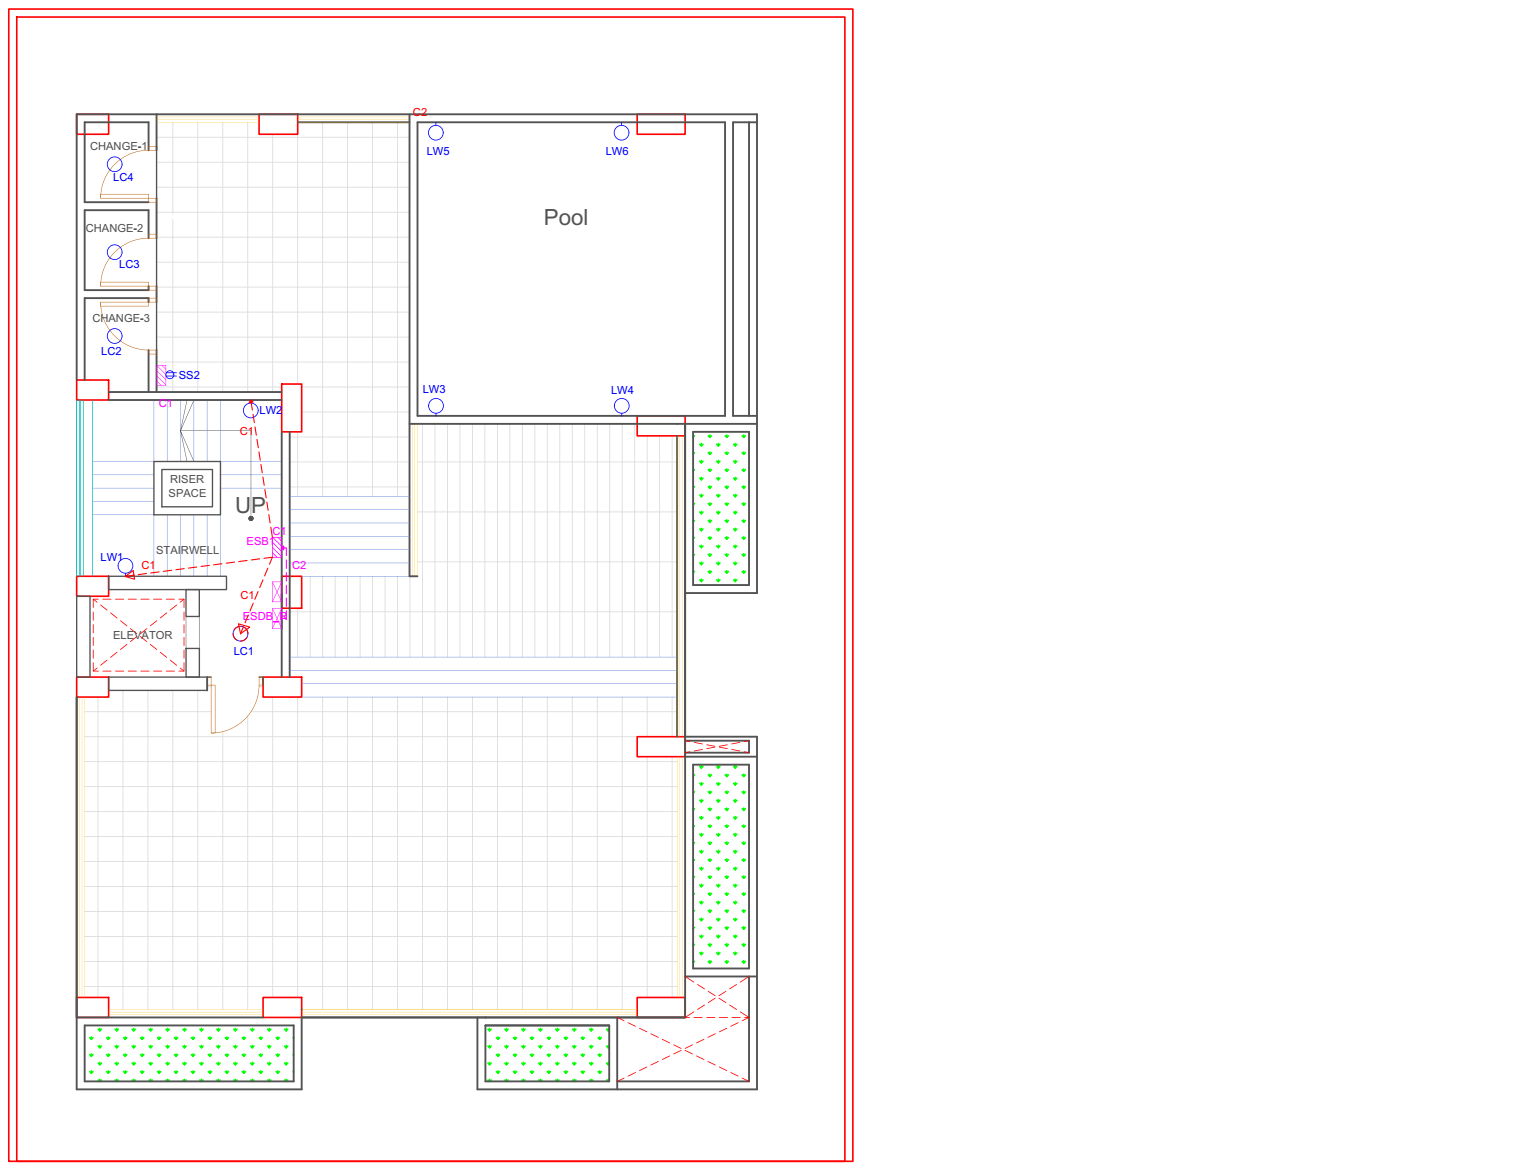 C2
LW5
LW6
CHANGE-1
LC4
Pool
CHANGE-2
LC3
CHANGE-3
LC2
SS2
LW3
LW4
C1
LW2
C1
RISER
SPACE
UP
C1
ESB1
STAIRWELL
LW1
C1
C2
C1
ESDB
ELEVATOR
LC1